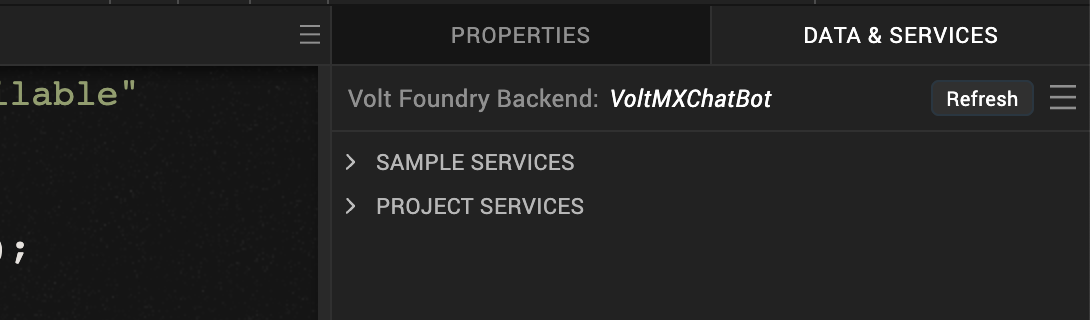 PROPERTIES
DATA & SERVICES
ilable"
Volt Foundry Backend: VoltMXChatBot
Refresh
SAMPLE SERVICES
PROJECT SERVICES
);